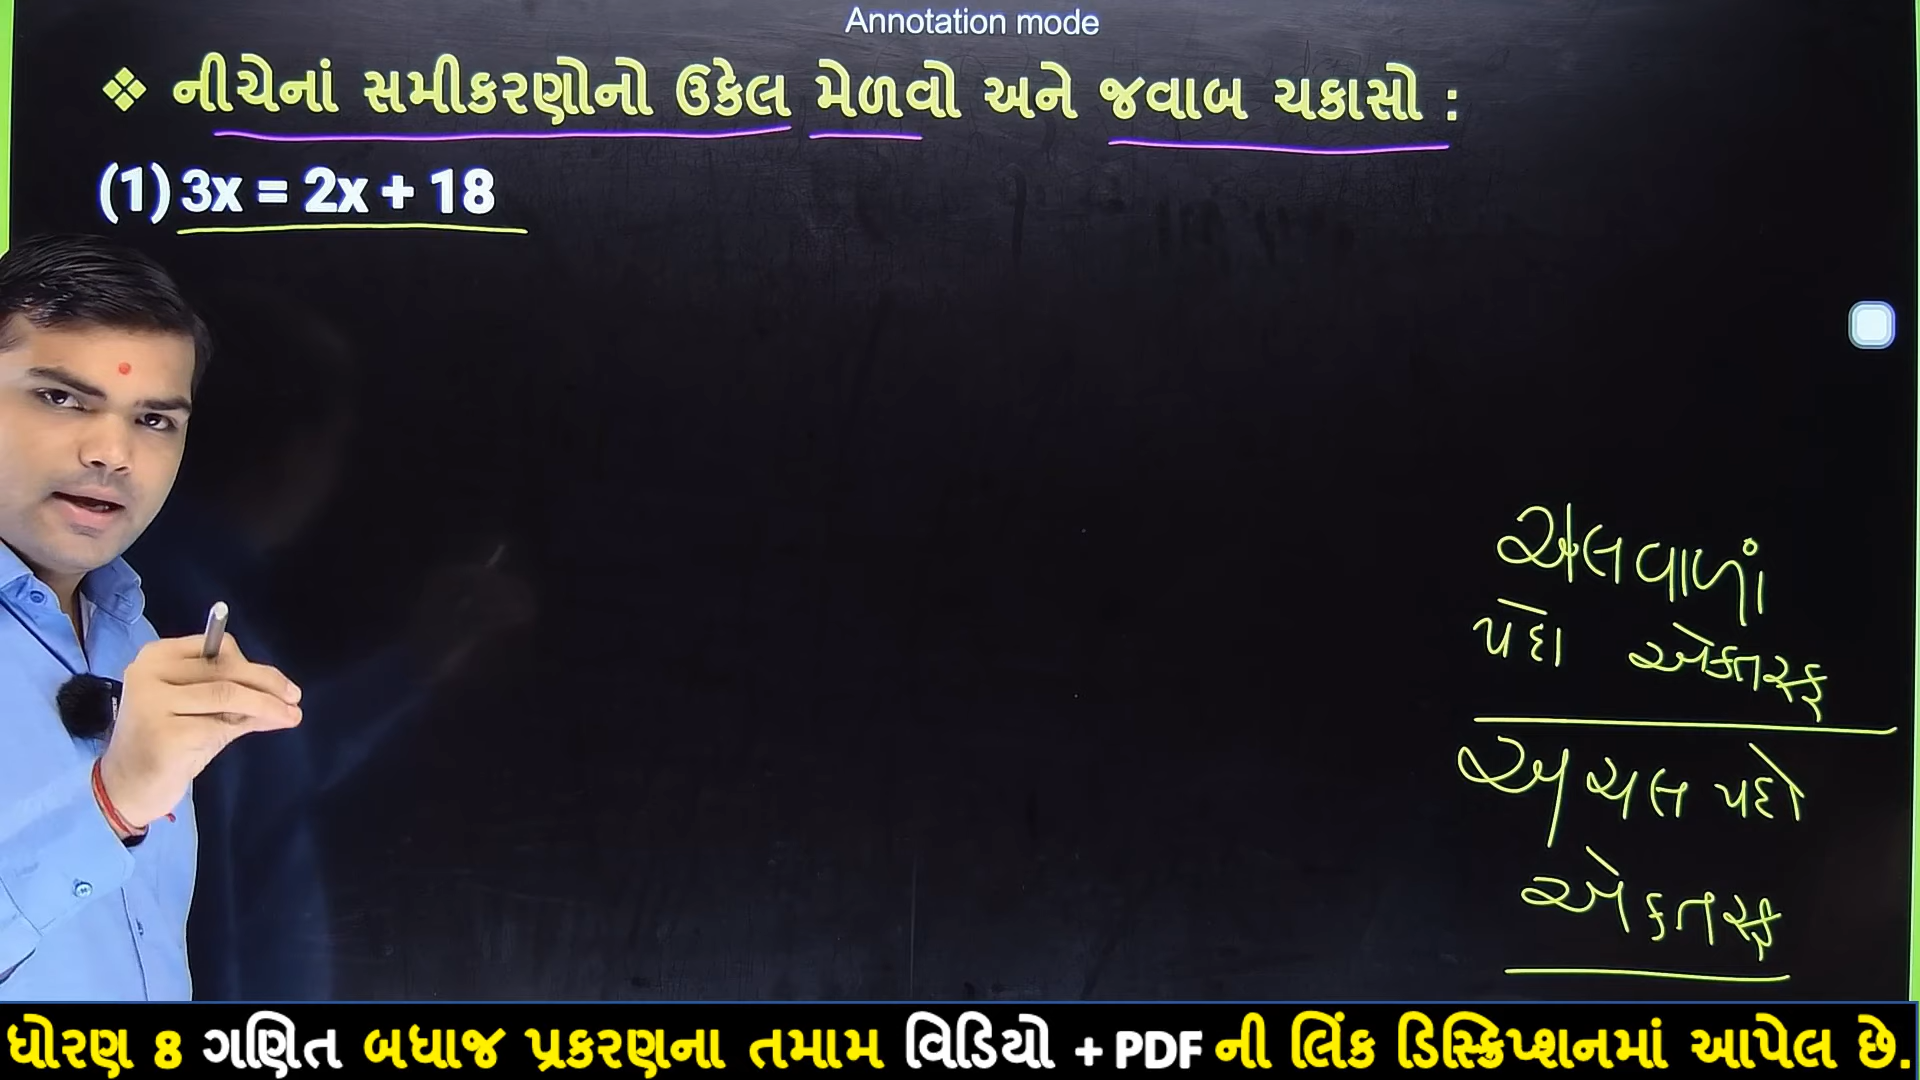 Annotation mode
❖ નીચેનાં સમીકરણોનો ઉકેલ મેળવો અને જવાબ ચકાસો :
(1) 3x = 2x + 18
પદો એકતરફ
અચલ પદો
એકતરફ
ધોરણ 8 ગણિત બધાજ પ્રકરણના તમામ વિડિયો + PDF ની લિંક ડિસ્ક્રિપ્શનમાં આપેલ છે.